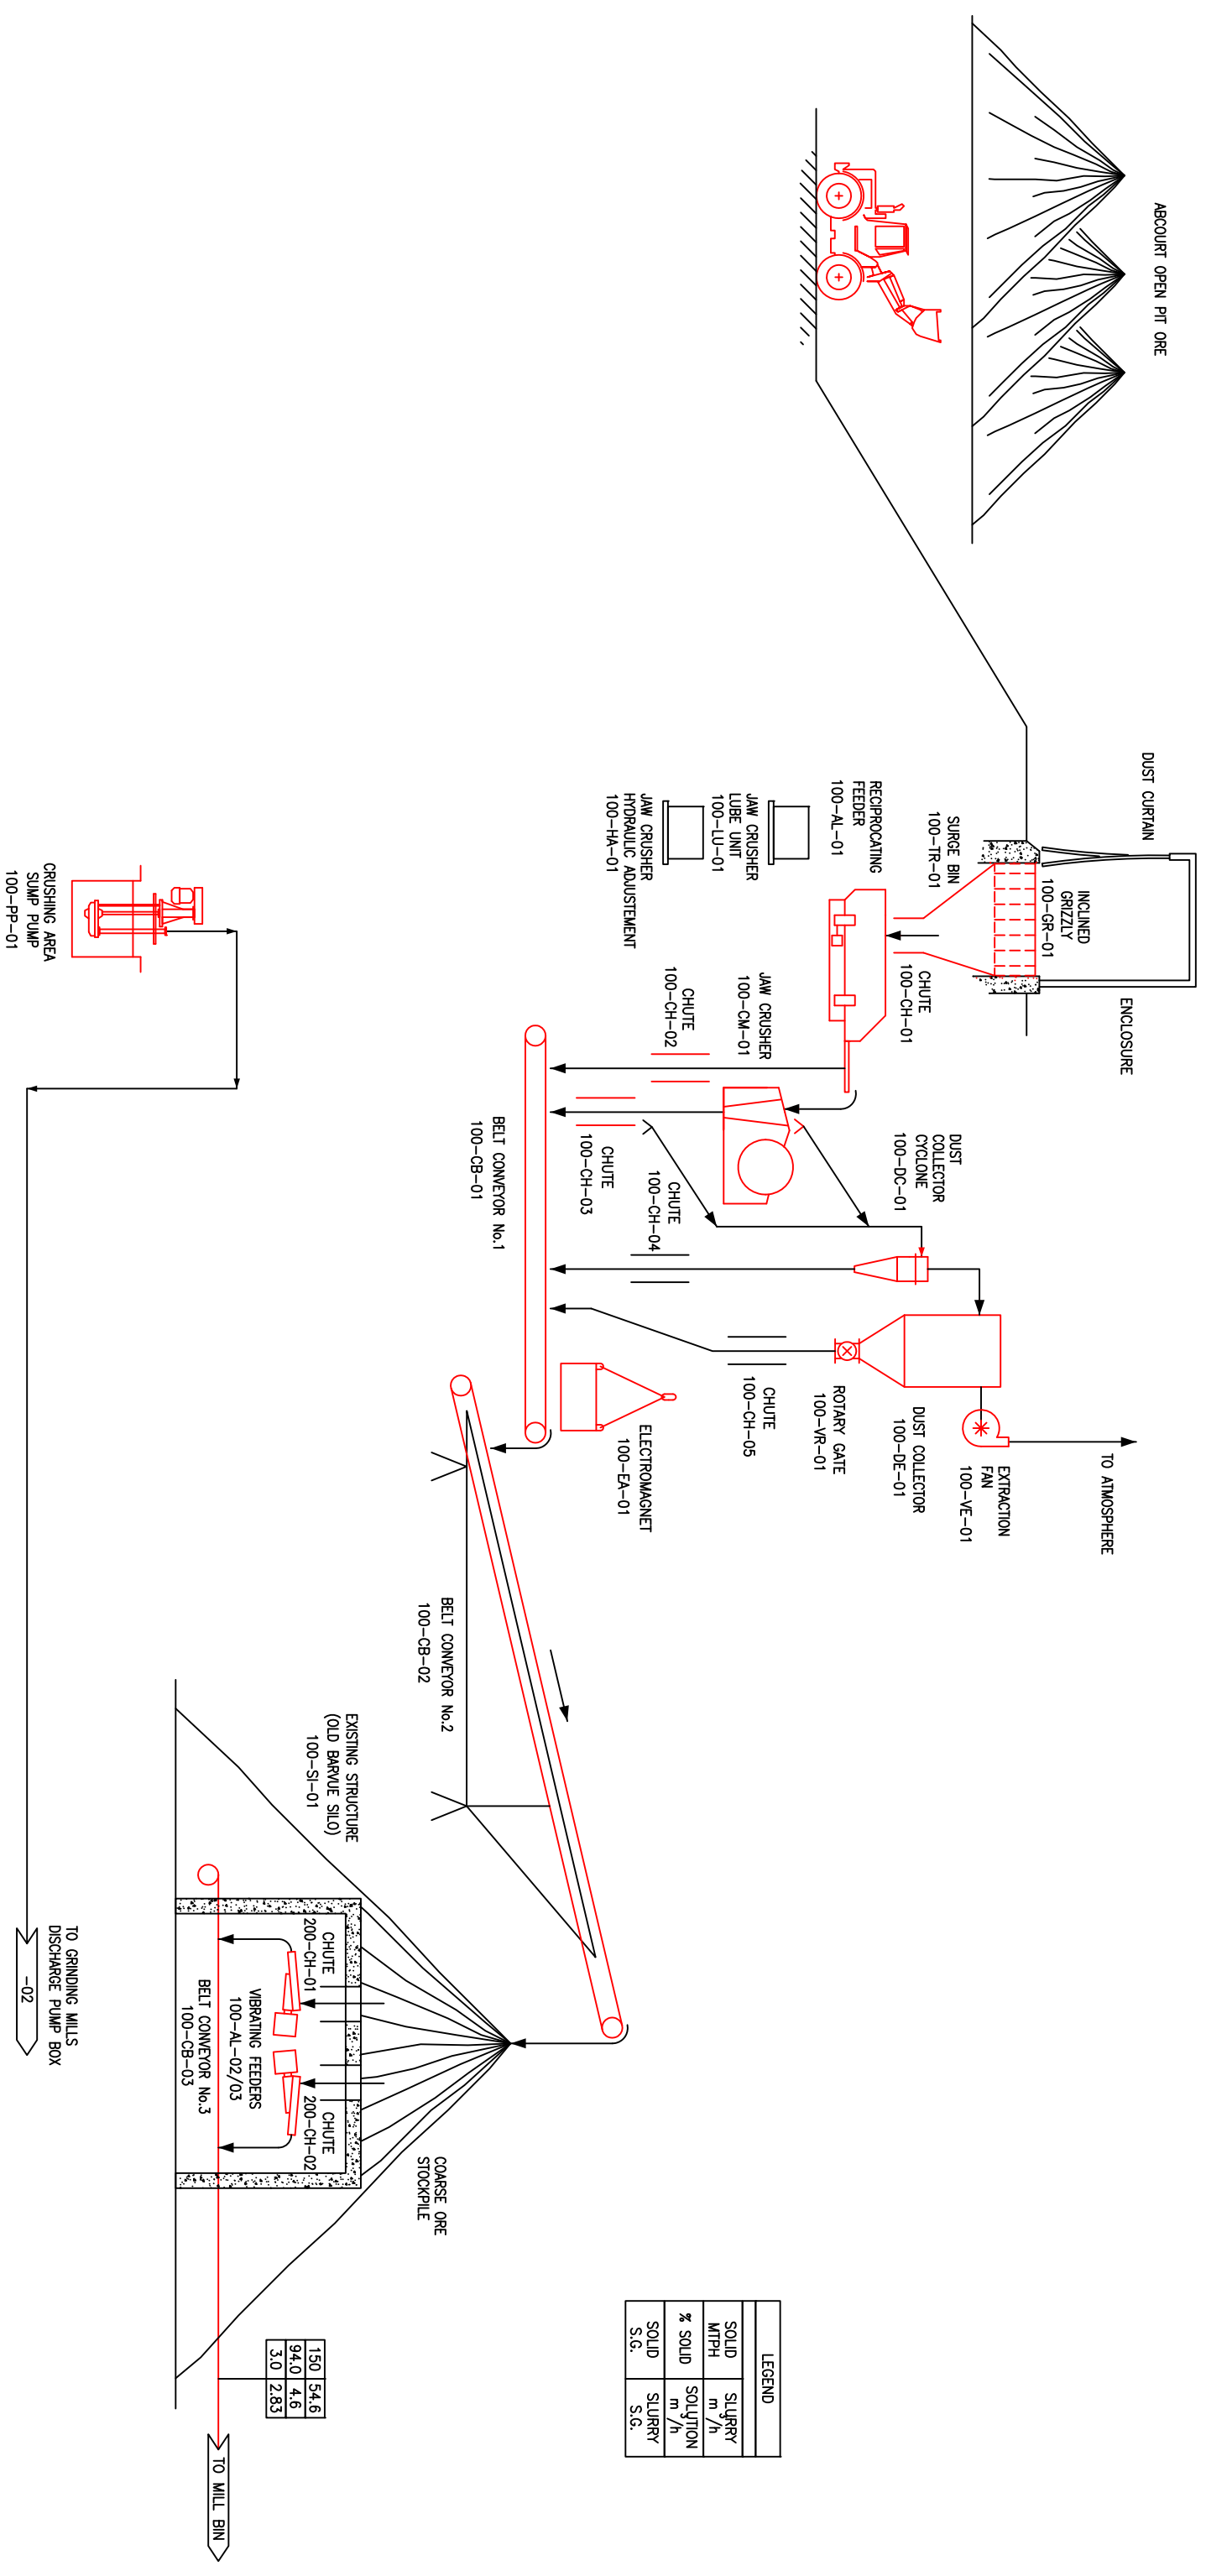 ABCOURT OPEN PIT ORE
DUST CURTAIN
ENCLOSURE
INCLINED
GRIZZLY
100-GR-01
SURGE BIN
100-TR-01
CHUTE
100-CH-01
RECIPROCATING
FEEDER
100-AL-01
JAW CRUSHER
LUBE UNIT
100-LU-01
JAW CRUSHER
HYDRAULIC ADJUSTEMENT
100-HA-01
JAW CRUSHER
100-CM-01
CHUTE
100-CH-02
CHUTE
100-CH-03
CHUTE
100-CH-04
DUST
COLLECTOR
CYCLONE
100-DC-01
TO ATMOSPHERE
EXTRACTION
FAN
100-VE-01
DUST COLLECTOR
100-DE-01
ROTARY GATE
100-VR-01
CHUTE
100-CH-05
ELECTROMAGNET
100-EA-01
BELT CONVEYOR No.1
100-CB-01
BELT CONVEYOR No.2
100-CB-02
EXISTING STRUCTURE
(OLD BARVUE SILO)
100-SI-01
COARSE ORE
STOCKPILE
CHUTE
200-CH-01
CHUTE
200-CH-02
VIBRATING FEEDERS
100-AL-02/03
BELT CONVEYOR No.3
100-CB-03
150 54.6
94.0 4.6
3.0 2.83
TO MILL BIN
LEGEND
SOLID MTPH SLURRY m³/h
% SOLID SOLUTION m³/h
SOLID S.G. SLURRY S.G.
CRUSHING AREA
SUMP PUMP
100-PP-01
TO GRINDING MILLS
DISCHARGE PUMP BOX
-02